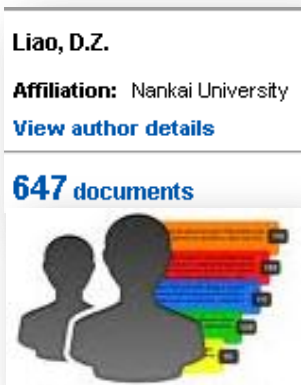 Liao, D.Z.
Affiliation: Nankai University
View author details
647 documents